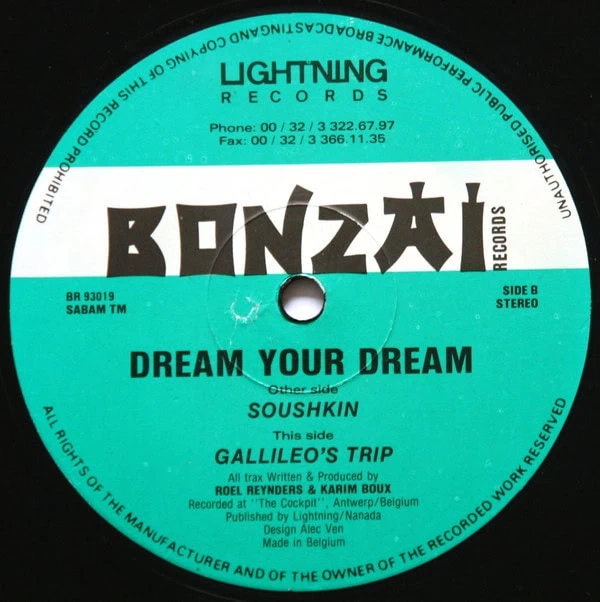 UNAUTHORISED PUBLIC PERFORMANCE BROADCASTING AND COPYING OF THIS RECORD PROHIBITED
LIGHTNING
RECORDS
Phone: 00 / 32 / 3 322.67.97
Fax: 00 / 32 / 3 366.11.35
BONZAI
RECORDS
BR 93019
SABAM TM
SIDE B
STEREO
DREAM YOUR DREAM
Other side
SOUSHKIN
This side
GALLILEO'S TRIP
All trax Written & Produced by
ROEL REYNDERS & KARIM BOUX
Recorded at ''The Cockpit'', Antwerp/Belgium
Published by Lightning/Nanada
Design Alec Ven
Made in Belgium
ALL RIGHTS OF THE MANUFACTURER AND OF THE OWNER OF THE RECORDED WORK RESERVED